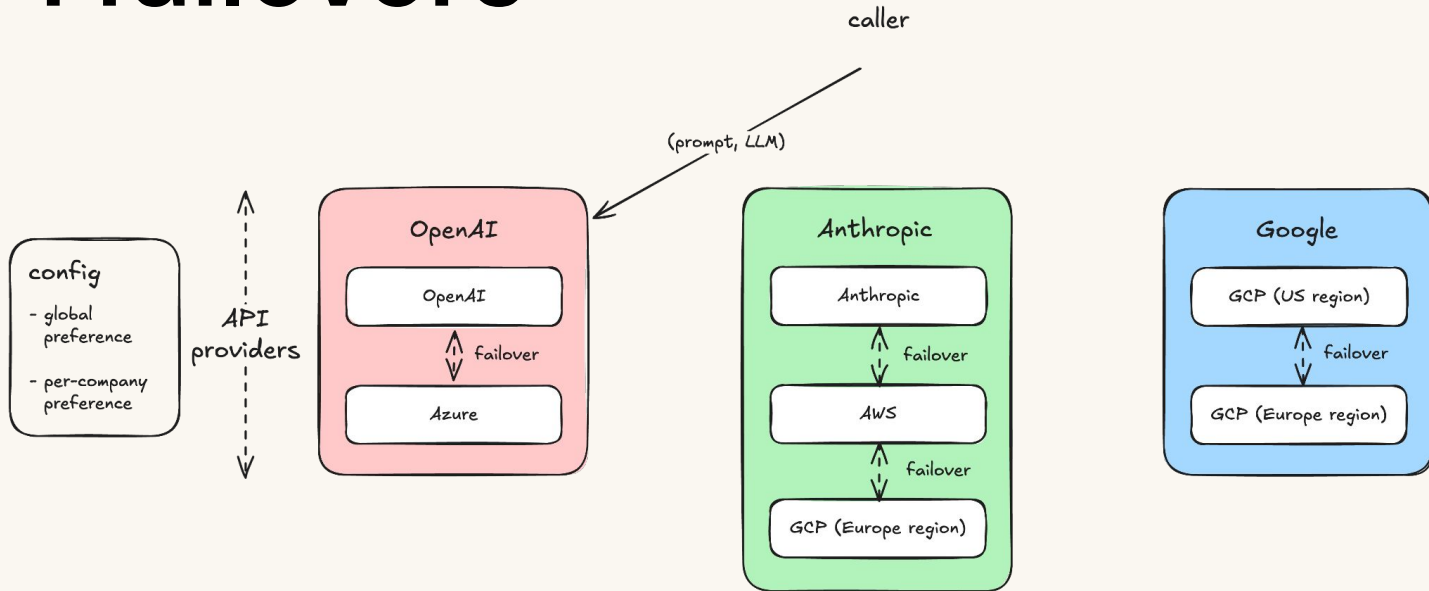 caller
(prompt, LLM)
config
- global
preference
- per-company
preference
API
providers
OpenAI
OpenAI
failover
Azure
Anthropic
Anthropic
failover
AWS
failover
GCP (Europe region)
Google
GCP (US region)
failover
GCP (Europe region)